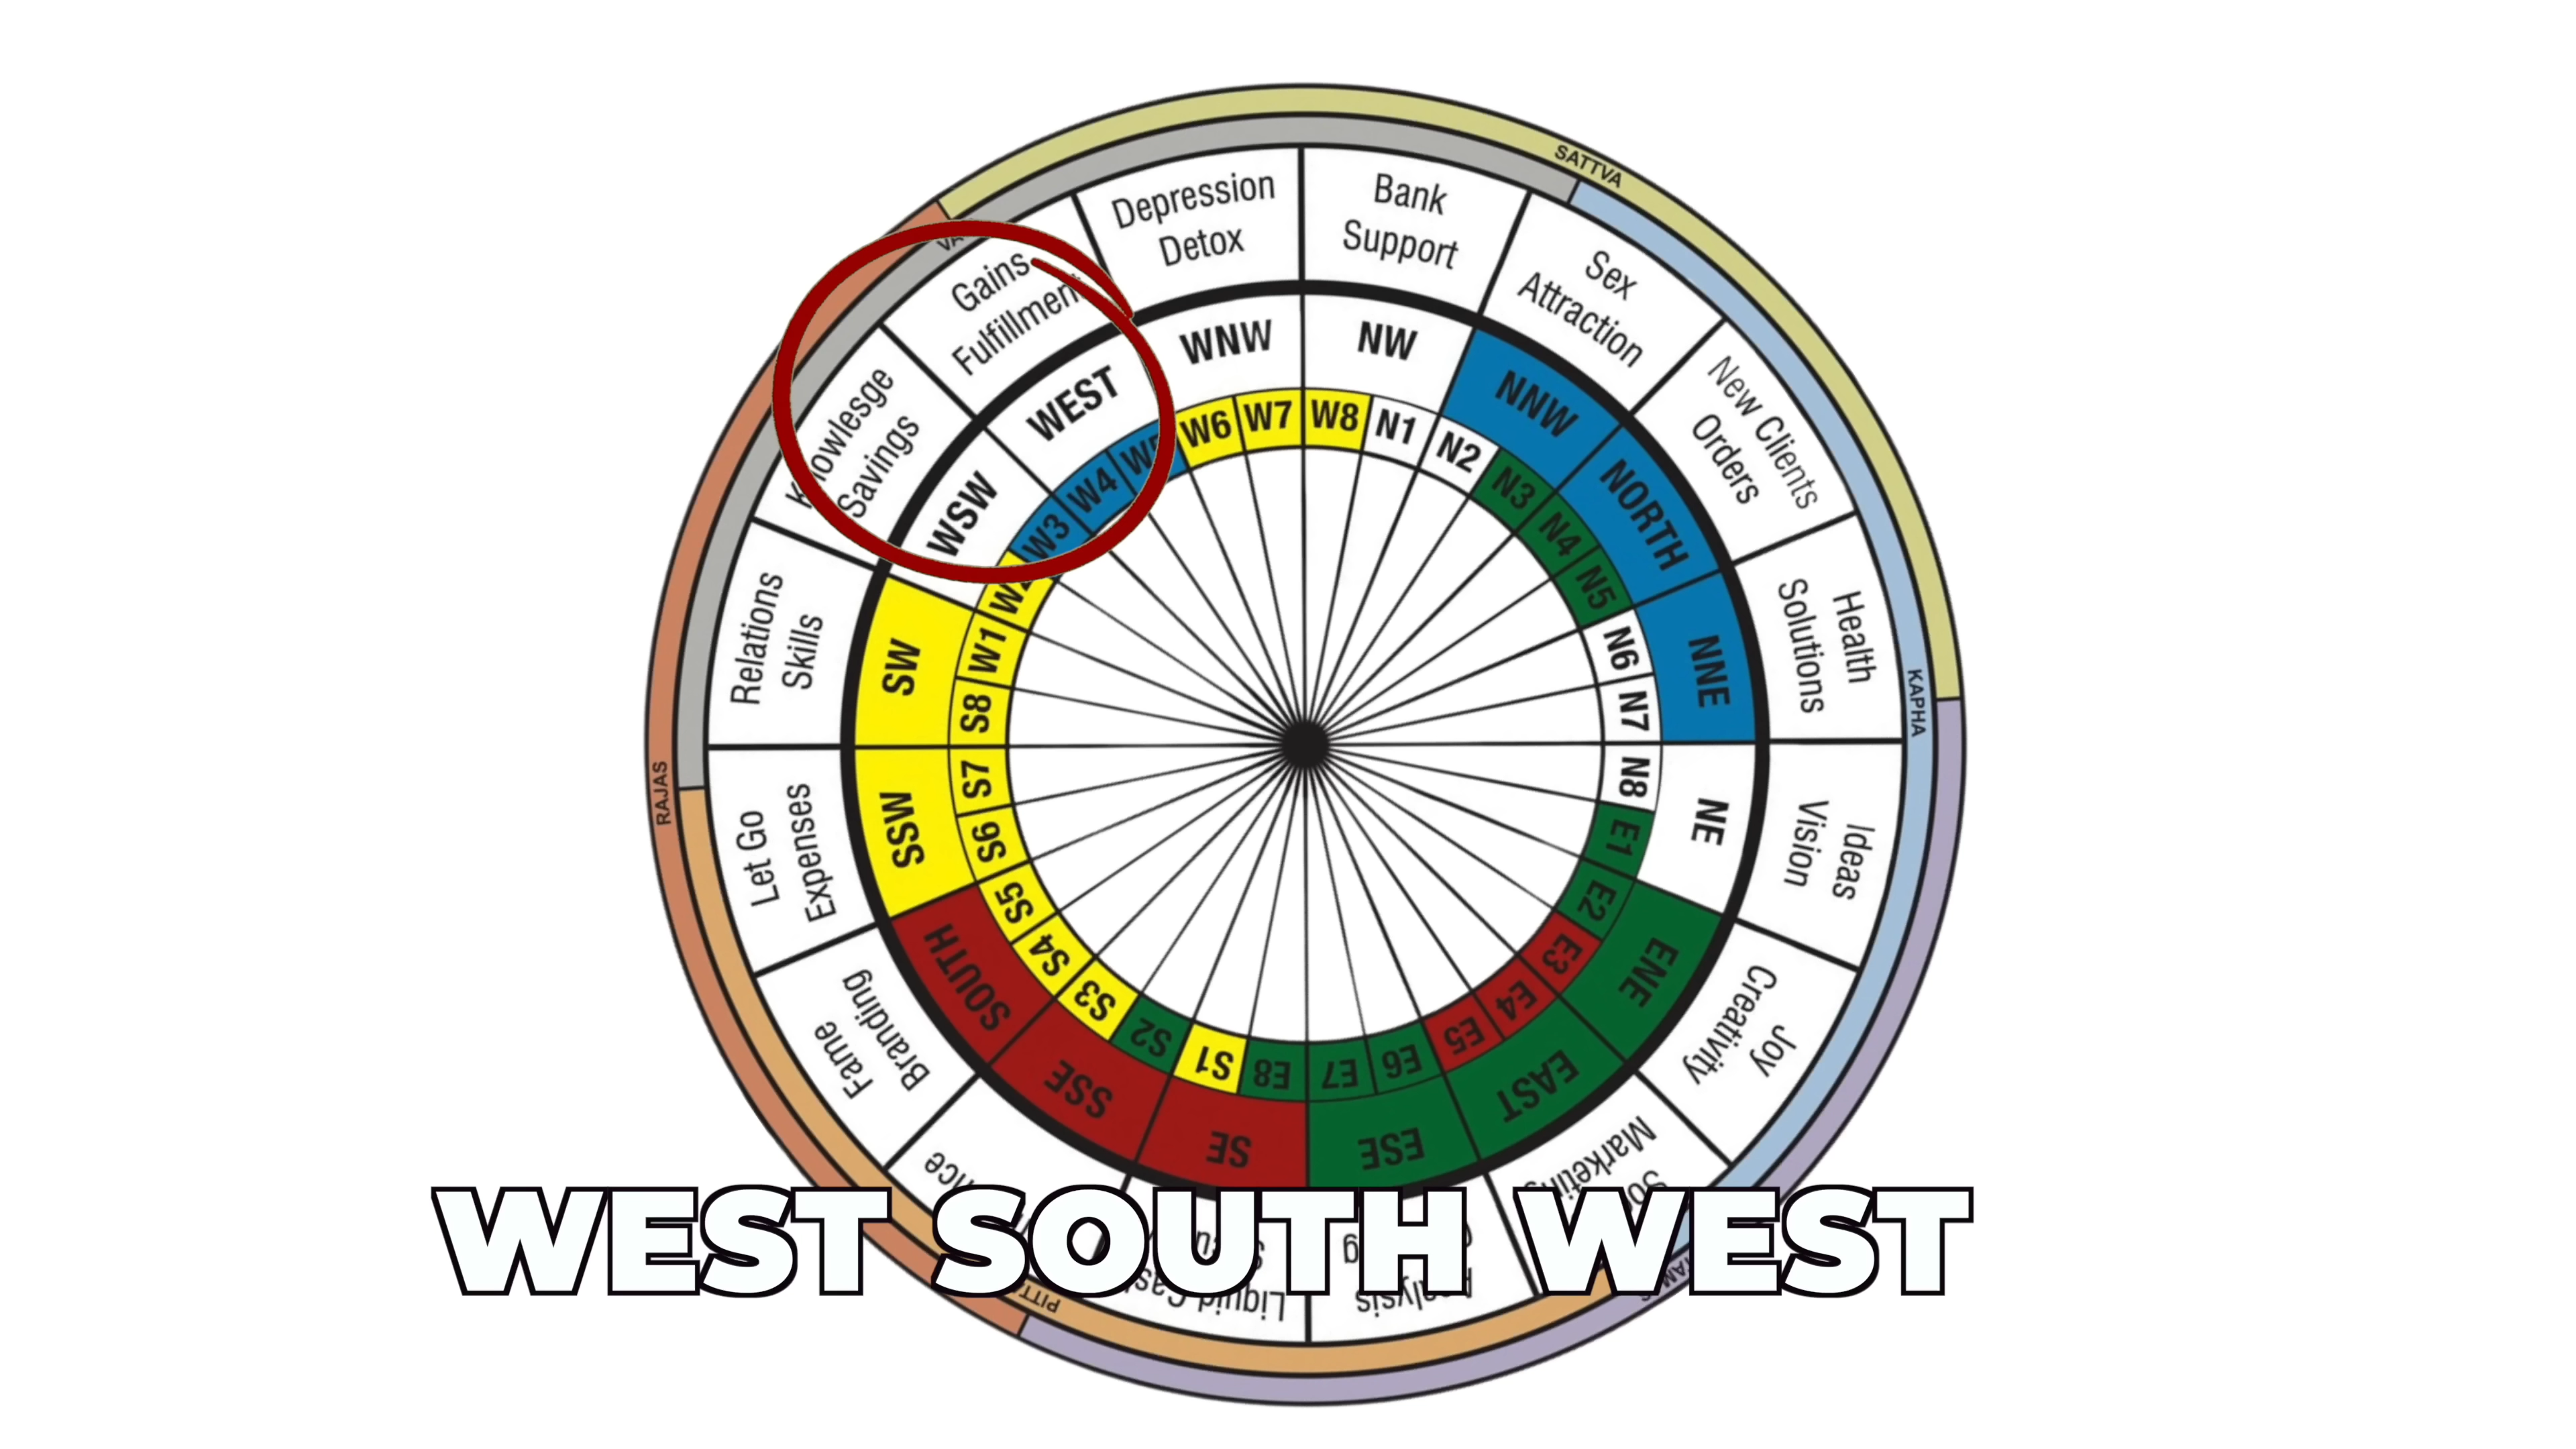 SATTVA
KAPHA
RAJAS
Depression
Detox
Bank
Support
Sex
Attraction
New Clients
Orders
Health
Solutions
Ideas
Vision
Joy
Creativity
Fame
Branding
Let Go
Expenses
Relations
Skills
Knowlesge
Savings
Gains
Fulfillment
WNW
NW
NNW
NORTH
NNE
NE
ENE
EAST
ESE
SE
SSE
SOUTH
SSW
SW
WSW
WEST
W6
W7
W8
N1
N2
N3
N4
N5
N6
N7
N8
E1
E2
E3
E4
E5
E6
E7
E8
S1
S2
S3
S4
S5
S6
S7
S8
W1
W3
W4
WEST SOUTH WEST